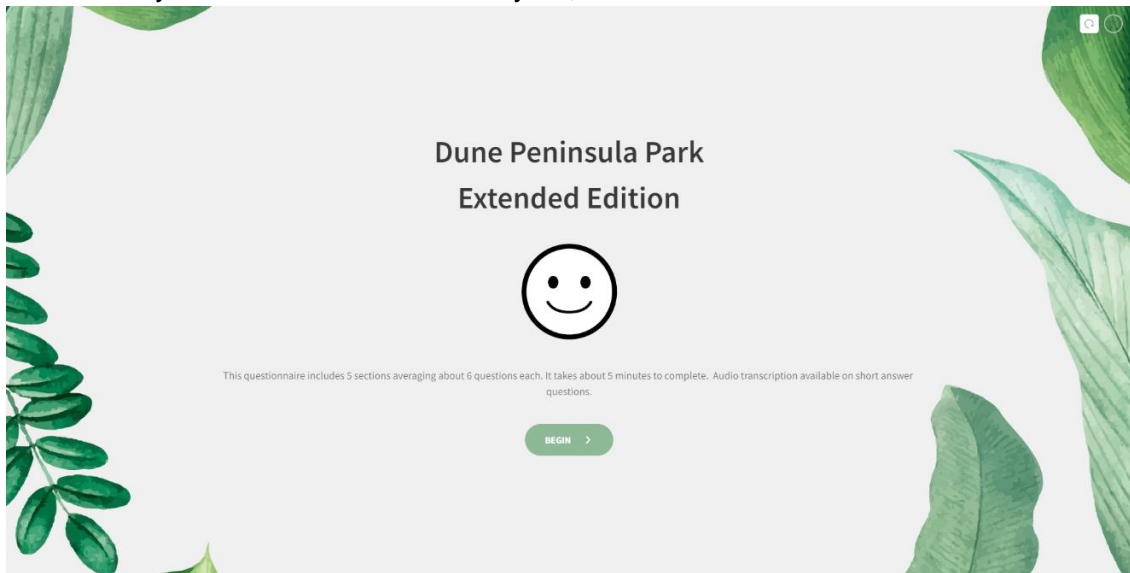 Dune Peninsula Park
Extended Edition
This questionnaire includes 5 sections averaging about 6 questions each. It takes about 5 minutes to complete. Audio transcription available on short answer
questions.
BEGIN